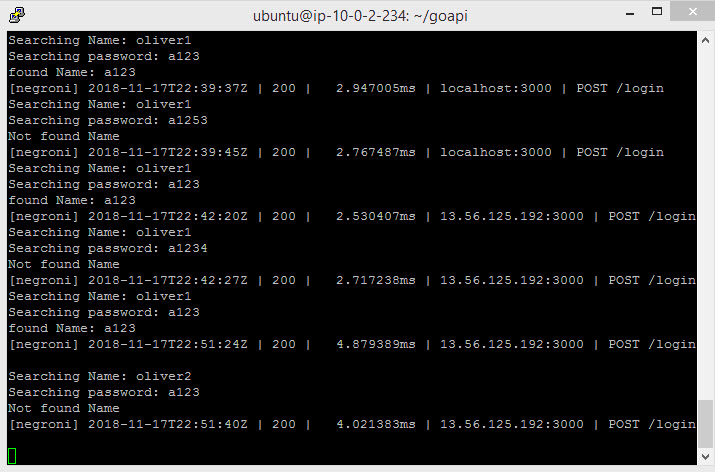 ubuntu@ip-10-0-2-234: ~/goapi
Searching Name: oliver1
Searching password: a123
found Name: a123
[negroni] 2018-11-17T22:39:37Z | 200 |   2.947005ms | localhost:3000 | POST /login
Searching Name: oliver1
Searching password: a1253
Not found Name
[negroni] 2018-11-17T22:39:45Z | 200 |   2.767487ms | localhost:3000 | POST /login
Searching Name: oliver1
Searching password: a123
found Name: a123
[negroni] 2018-11-17T22:42:20Z | 200 |   2.530407ms | 13.56.125.192:3000 | POST /login
Searching Name: oliver1
Searching password: a1234
Not found Name
[negroni] 2018-11-17T22:42:27Z | 200 |   2.717238ms | 13.56.125.192:3000 | POST /login
Searching Name: oliver1
Searching password: a123
found Name: a123
[negroni] 2018-11-17T22:51:24Z | 200 |   4.879389ms | 13.56.125.192:3000 | POST /login
Searching Name: oliver2
Searching password: a123
Not found Name
[negroni] 2018-11-17T22:51:40Z | 200 |   4.021383ms | 13.56.125.192:3000 | POST /login